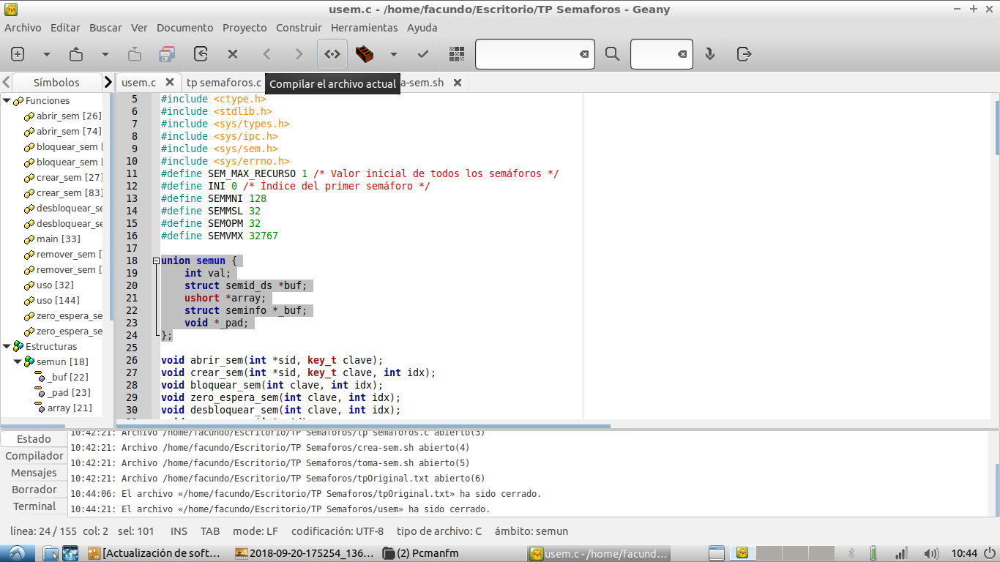 usem.c - /home/facundo/Escritorio/TP Semaforos - Geany
Archivo Editar Buscar Ver Documento Proyecto Construir Herramientas Ayuda
Símbolos
usem.c
tp semaforos.c
a-sem.sh
Compilar el archivo actual
Funciones
abrir_sem [26]
abrir_sem [74]
bloquear_sem [
bloquear_sem [
crear_sem [27]
crear_sem [83]
desbloquear_se
desbloquear_se
main [33]
remover_sem [
remover_sem [
uso [32]
uso [144]
zero_espera_se
zero_espera_se
Estructuras
semun [18]
_buf [22]
_pad [23]
array [21]
5 #include <ctype.h>
6 #include <stdlib.h>
7 #include <sys/types.h>
8 #include <sys/ipc.h>
9 #include <sys/sem.h>
10 #include <sys/errno.h>
11 #define SEM_MAX_RECURSO 1 /* Valor inicial de todos los semáforos */
12 #define INI 0 /* Índice del primer semáforo */
13 #define SEMMNI 128
14 #define SEMMSL 32
15 #define SEMOPM 32
16 #define SEMVMX 32767
17
18 union semun {
19 int val;
20 struct semid_ds *buf;
21 ushort *array;
22 struct seminfo *_buf;
23 void *_pad;
24 };
25
26 void abrir_sem(int *sid, key_t clave);
27 void crear_sem(int *sid, key_t clave, int idx);
28 void bloquear_sem(int clave, int idx);
29 void zero_espera_sem(int clave, int idx);
30 void desbloquear_sem(int clave, int idx);
Estado
Compilador
Mensajes
Borrador
Terminal
10:42:21: Archivo /home/facundo/Escritorio/TP Semaforos/tp semaforos.c abierto(3)
10:42:21: Archivo /home/facundo/Escritorio/TP Semaforos/crea-sem.sh abierto(4)
10:42:21: Archivo /home/facundo/Escritorio/TP Semaforos/toma-sem.sh abierto(5)
10:42:21: Archivo /home/facundo/Escritorio/TP Semaforos/tpOriginal.txt abierto(6)
10:44:06: El archivo «/home/facundo/Escritorio/TP Semaforos/tpOriginal.txt» ha sido cerrado.
10:44:21: El archivo «/home/facundo/Escritorio/TP Semaforos/usem» ha sido cerrado.
línea: 24 / 155 col: 2 sel: 101 INS TAB mode: LF codificación: UTF-8 tipo de archivo: C ámbito: semun
[Actualización de soft... 2018-09-20-175254_136... (2) Pcmanfm usem.c - /home/facund... 10:44